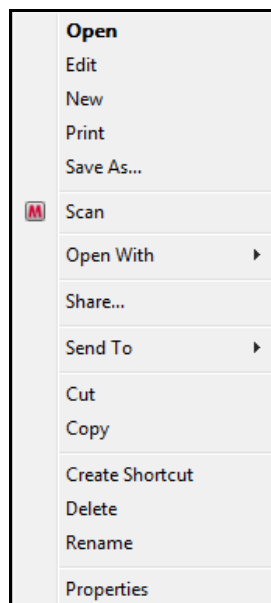 Open
Edit
New
Print
Save As...
M Scan
Open With
Share...
Send To
Cut
Copy
Create Shortcut
Delete
Rename
Properties